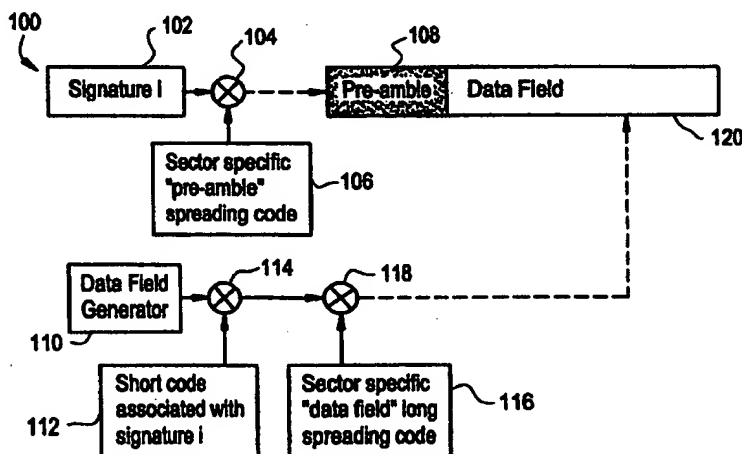 100
102
104
108
Signature i
Pre-amble
Data Field
120
Sector specific
"pre-amble"
spreading code
106
Data Field
Generator
110
114
118
Short code
associated with
signature i
112
Sector specific
"data field" long
spreading code
116